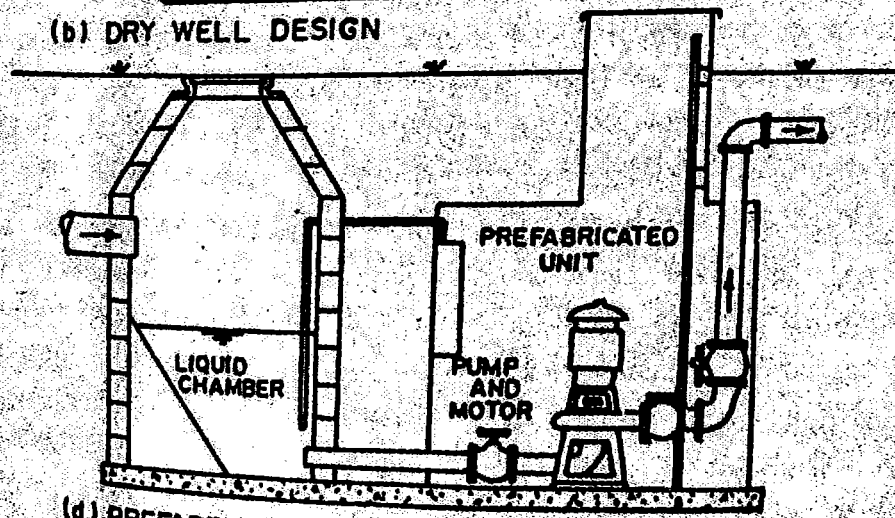 (b) DRY WELL DESIGN
PREFABRICATED
UNIT
LIQUID
CHAMBER
PUMP
AND
MOTOR
(d)